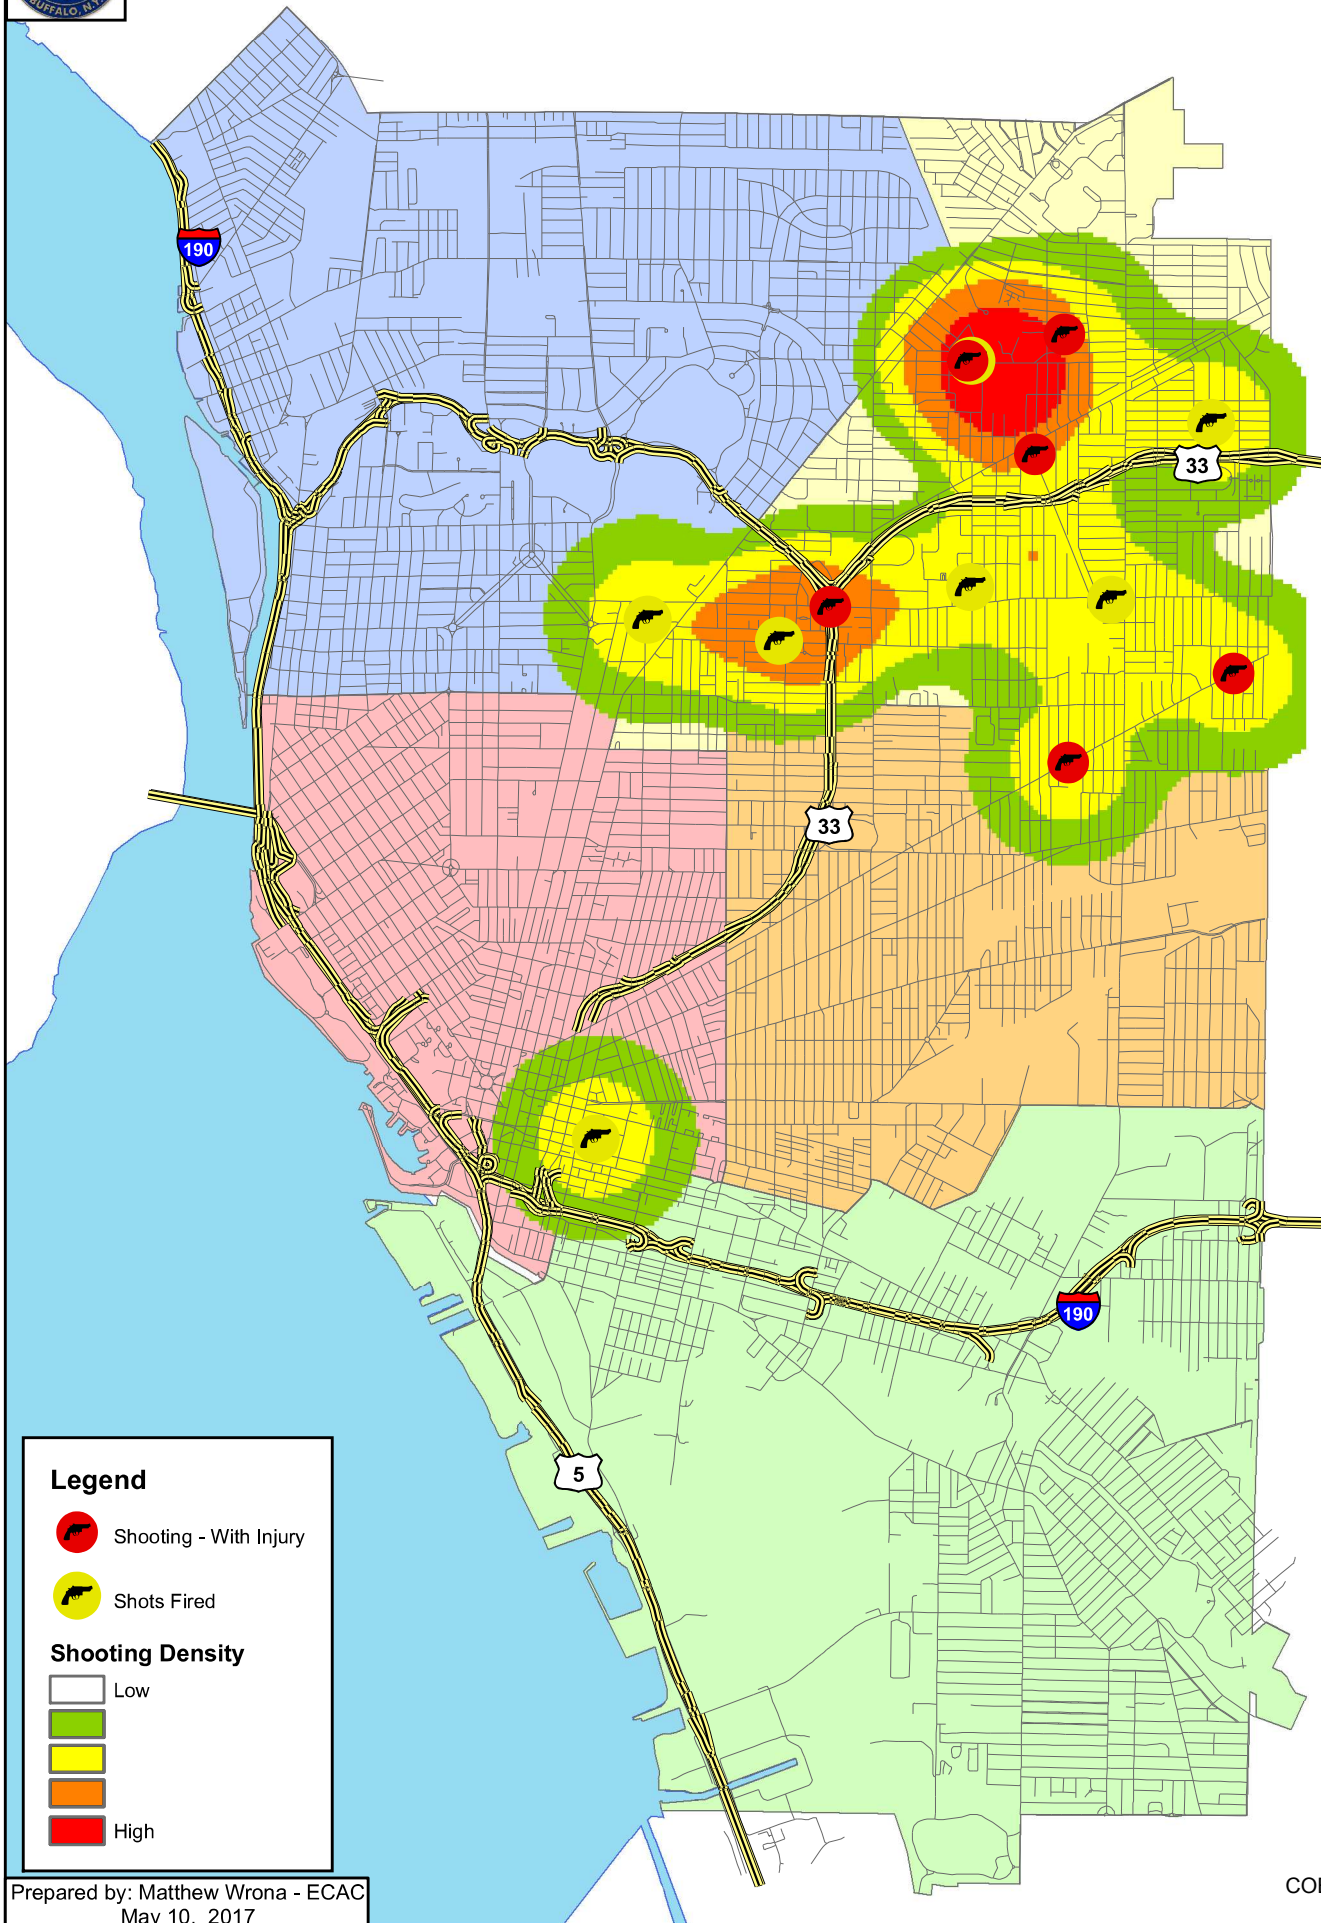 BUFFALO, N.Y.
190
33
33
190
5
Legend
Shooting - With Injury
Shots Fired
Shooting Density
Low
High
Prepared by: Matthew Wrona - ECAC
May 10, 2017